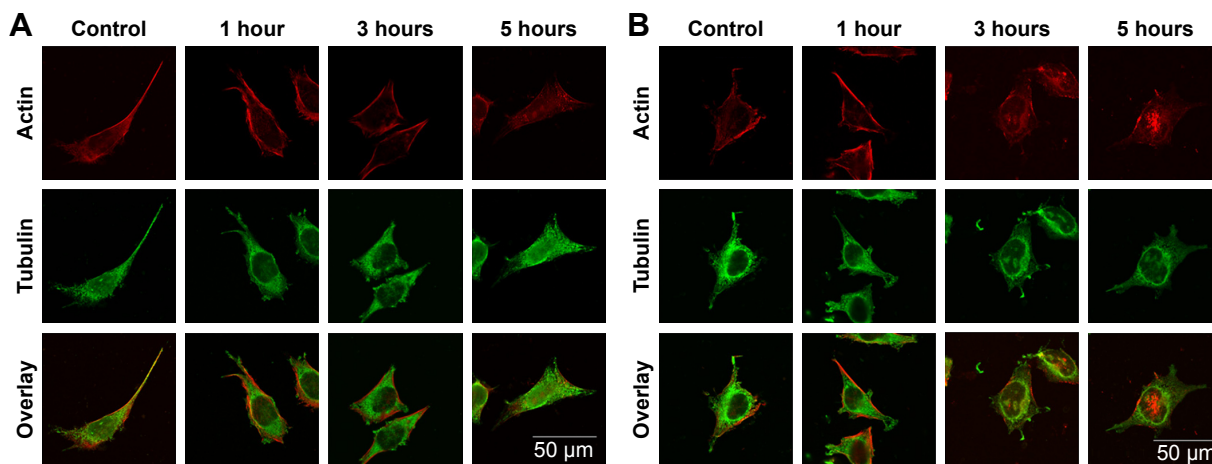 A
Control 1 hour 3 hours 5 hours
Actin
Tubulin
Overlay
50 µm
B
Control 1 hour 3 hours 5 hours
Actin
Tubulin
Overlay
50 µm